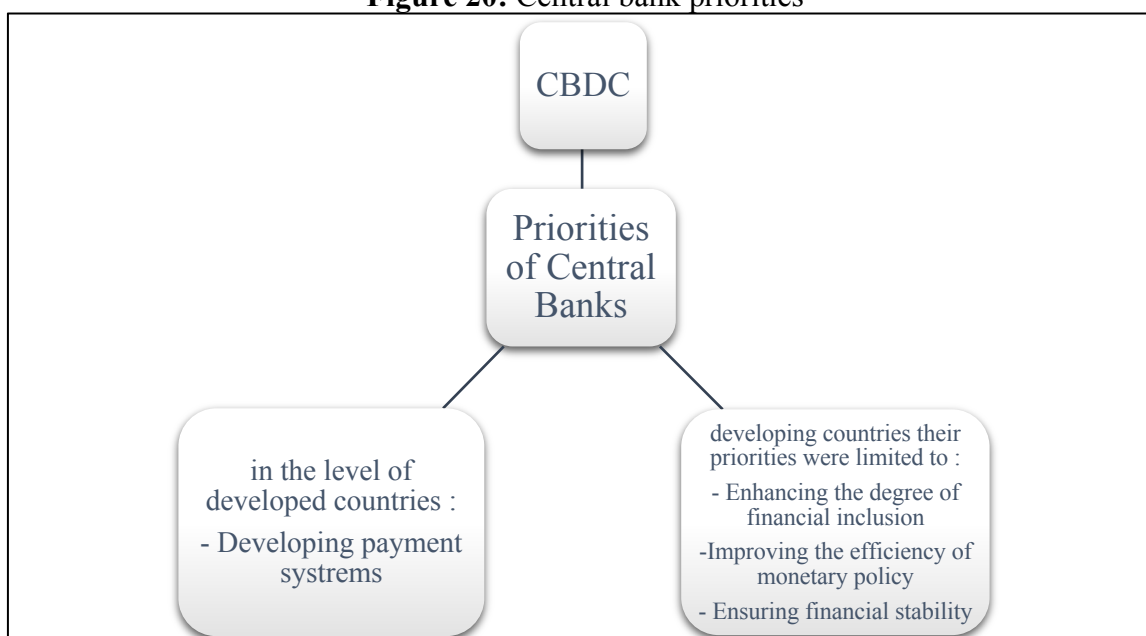 Figure 20: Central bank priorities
CBDC
Priorities
of Central
Banks
in the level of
developed countries :
- Developing payment
systrems
developing countries their
priorities were limited to :
- Enhancing the degree of
financial inclusion
-Improving the efficiency of
monetary policy
- Ensuring financial stability